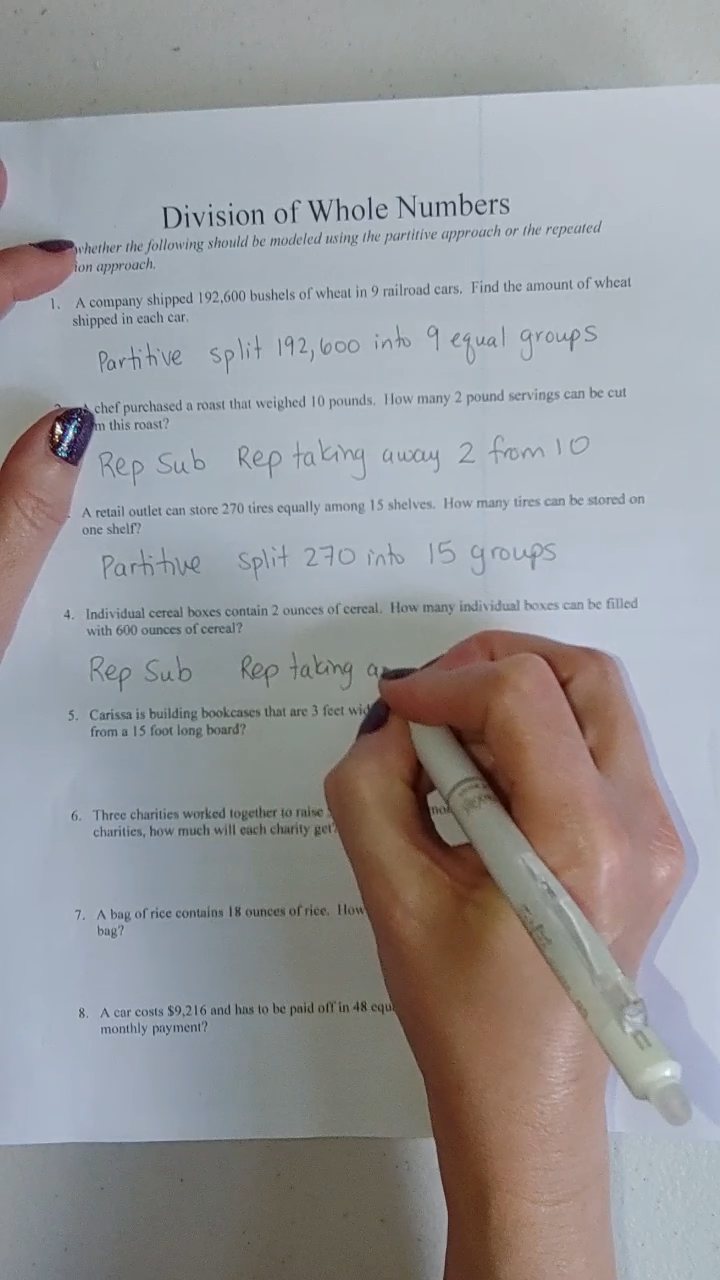 Division of Whole Numbers
whether the following should be modeled using the partitive approach or the repeated
ion approach.
1. A company shipped 192,600 bushels of wheat in 9 railroad cars. Find the amount of wheat
shipped in each car.
Partitive split 192,600 into 9 equal groups
chef purchased a roast that weighed 10 pounds. How many 2 pound servings can be cut
m this roast?
Rep Sub Rep taking away 2 from 10
A retail outlet can store 270 tires equally among 15 shelves. How many tires can be stored on
one shelf?
Partitive split 270 into 15 groups
4. Individual cereal boxes contain 2 ounces of cereal. How many individual boxes can be filled
with 600 ounces of cereal?
Rep Sub Rep taking a
5. Carissa is building bookcases that are 3 feet wid
from a 15 foot long board?
6. Three charities worked together to raise
charities, how much will each charity get?
7. A bag of rice contains 18 ounces of rice. How
bag?
8. A car costs $9,216 and has to be paid off in 48 equ
monthly payment?